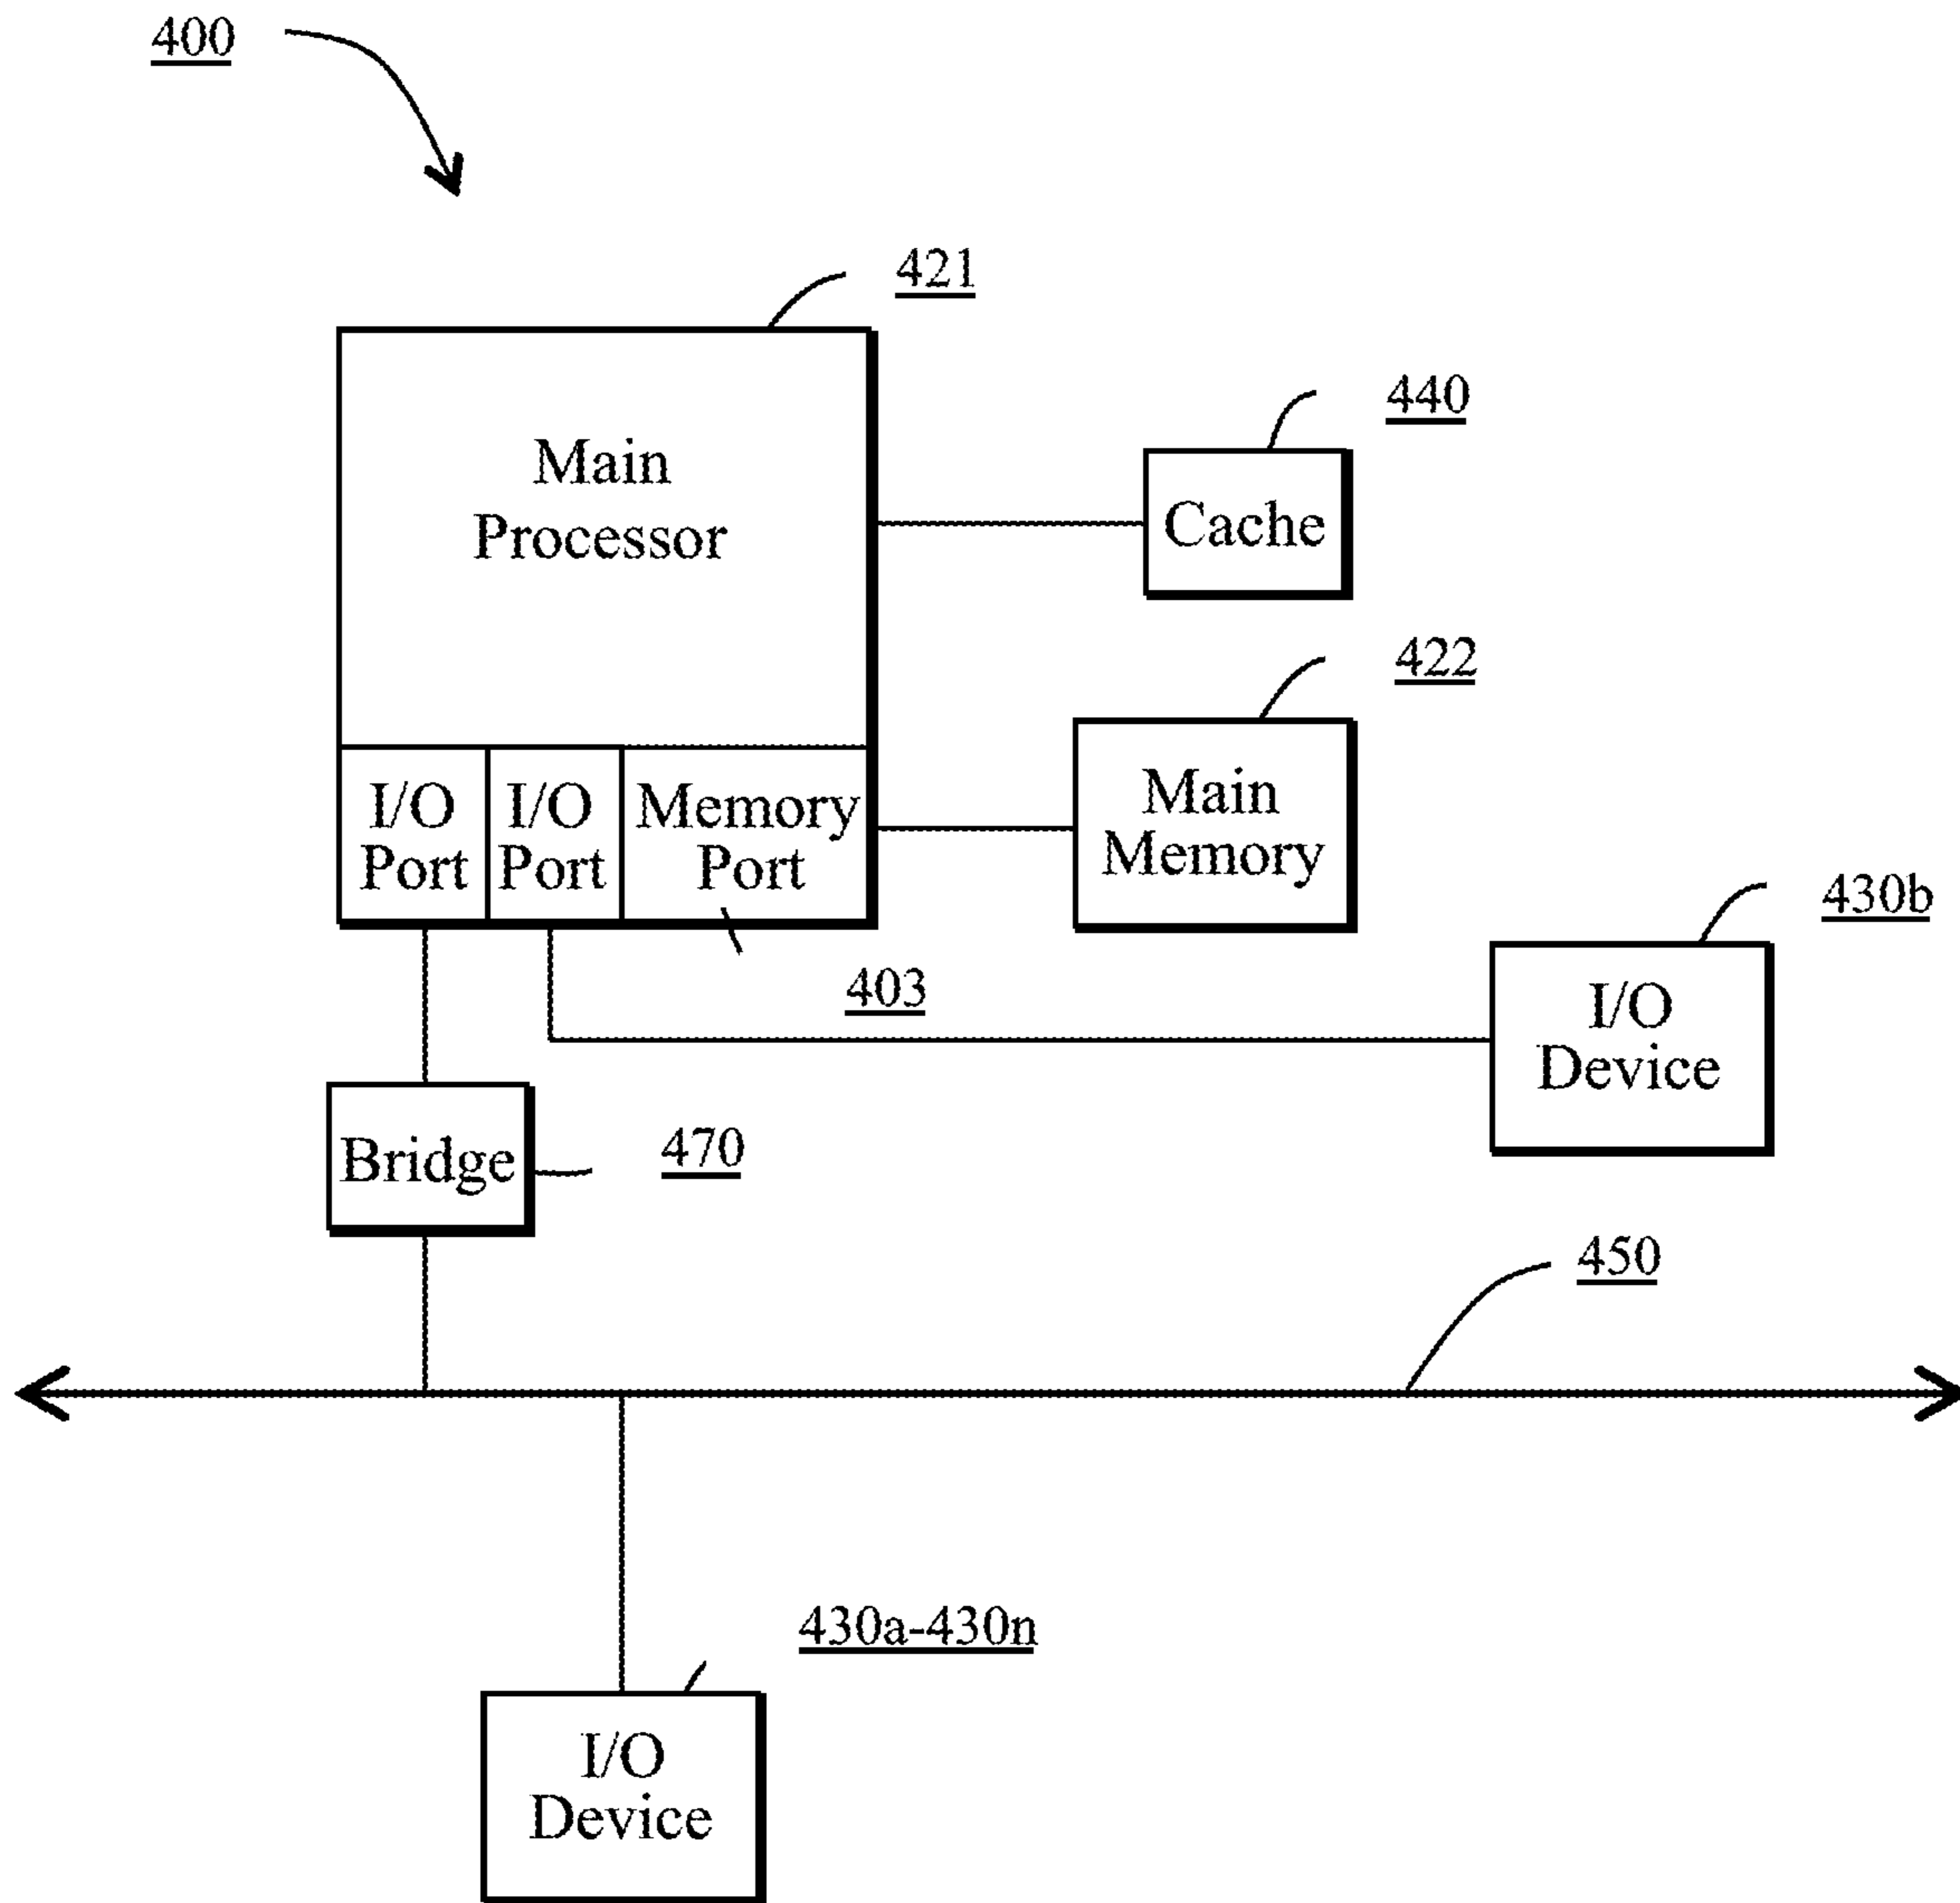 400
421
Main
Processor
440
Cache
422
Main
Memory
I/O
Port
I/O
Port
Memory
Port
403
430b
I/O
Device
Bridge
470
450
430a-430n
I/O
Device